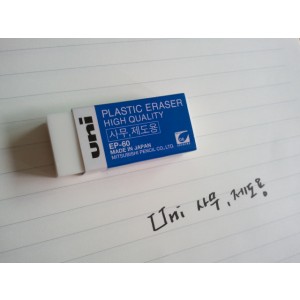 uni
PLASTIC ERASER
HIGH QUALITY
사무,제도용
EP-60
MADE IN JAPAN
MITSUBISHI PENCIL CO.,LTD.
Uni 사무,제도용